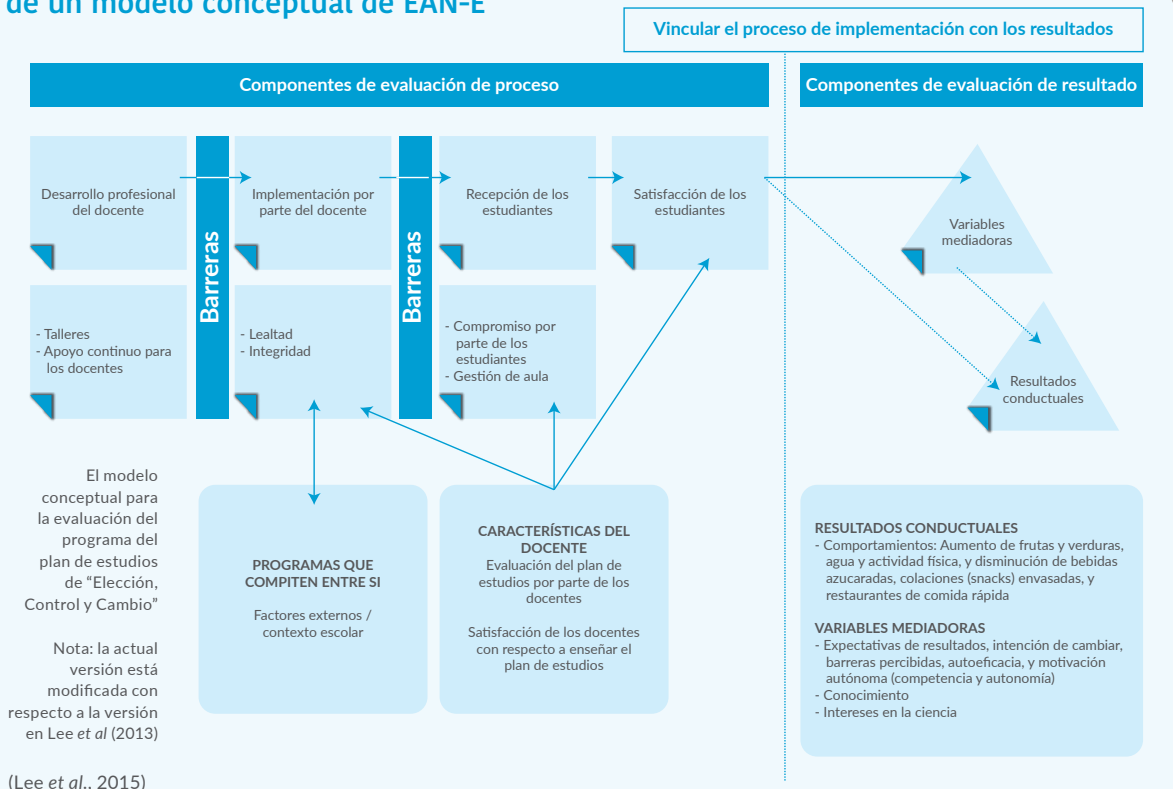 de un modelo conceptual de EAN-E
Vincular el proceso de implementación con los resultados
Componentes de evaluación de proceso
Componentes de evaluación de resultado
Desarrollo profesional
del docente
Barreras
Implementación por
parte del docente
Barreras
Recepción de los
estudiantes
Satisfacción de los
estudiantes
Variables
mediadoras
- Talleres
- Apoyo continuo para
los docentes
- Lealtad
- Integridad
- Compromiso por
parte de los
estudiantes
- Gestión de aula
Resultados
conductuales
El modelo
conceptual para
la evaluación del
programa del
plan de estudios
de “Elección,
Control y Cambio”
Nota: la actual
versión está
modificada con
respecto a la versión
en Lee et al (2013)
(Lee et al., 2015)
PROGRAMAS QUE
COMPITEN ENTRE SI
Factores externos /
contexto escolar
CARACTERÍSTICAS DEL
DOCENTE
Evaluación del plan de
estudios por parte de los
docentes
Satisfacción de los docentes
con respecto a enseñar el
plan de estudios
RESULTADOS CONDUCTUALES
- Comportamientos: Aumento de frutas y verduras,
agua y actividad física, y disminución de bebidas
azucaradas, colaciones (snacks) envasadas, y
restaurantes de comida rápida
VARIABLES MEDIADORAS
- Expectativas de resultados, intención de cambiar,
barreras percibidas, autoeficacia, y motivación
autónoma (competencia y autonomía)
- Conocimiento
- Intereses en la ciencia